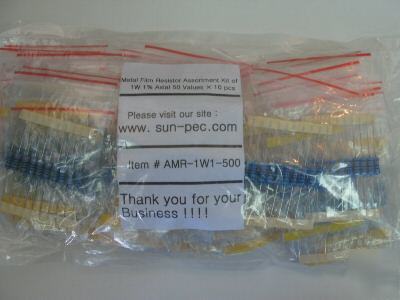 Metal Film Resistor Assortment Kit of
1W 1% Axial 50 Values × 10 pcs
Please visit our site :
www. sun-pec.com
Item # AMR-1W1-500
Thank you for your
Business !!!!